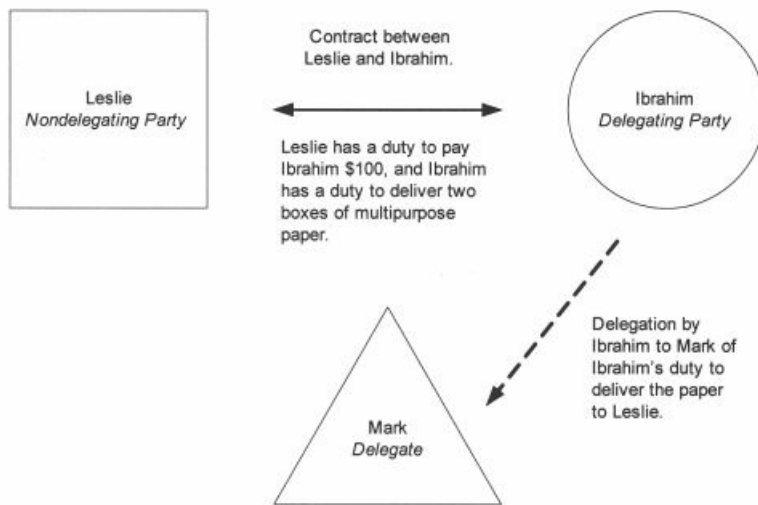 Contract between
Leslie and Ibrahim.
Leslie
Nondelegating Party
Ibrahim
Delegating Party
Leslie has a duty to pay
Ibrahim $100, and Ibrahim
has a duty to deliver two
boxes of multipurpose
paper.
Delegation by
Ibrahim to Mark of
Ibrahim's duty to
deliver the paper
to Leslie.
Mark
Delegate